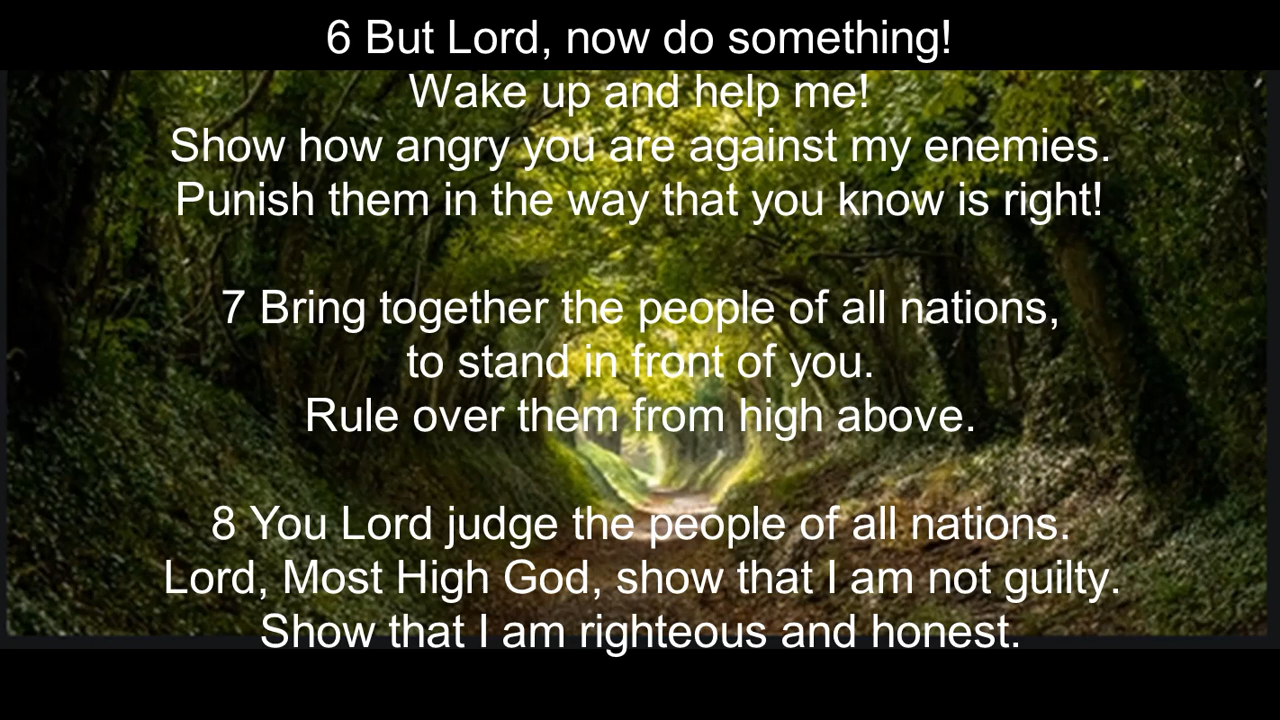 6 But Lord, now do something!
Wake up and help me!
Show how angry you are against my enemies.
Punish them in the way that you know is right!
7 Bring together the people of all nations,
to stand in front of you.
Rule over them from high above.
8 You Lord judge the people of all nations.
Lord, Most High God, show that I am not guilty.
Show that I am righteous and honest.